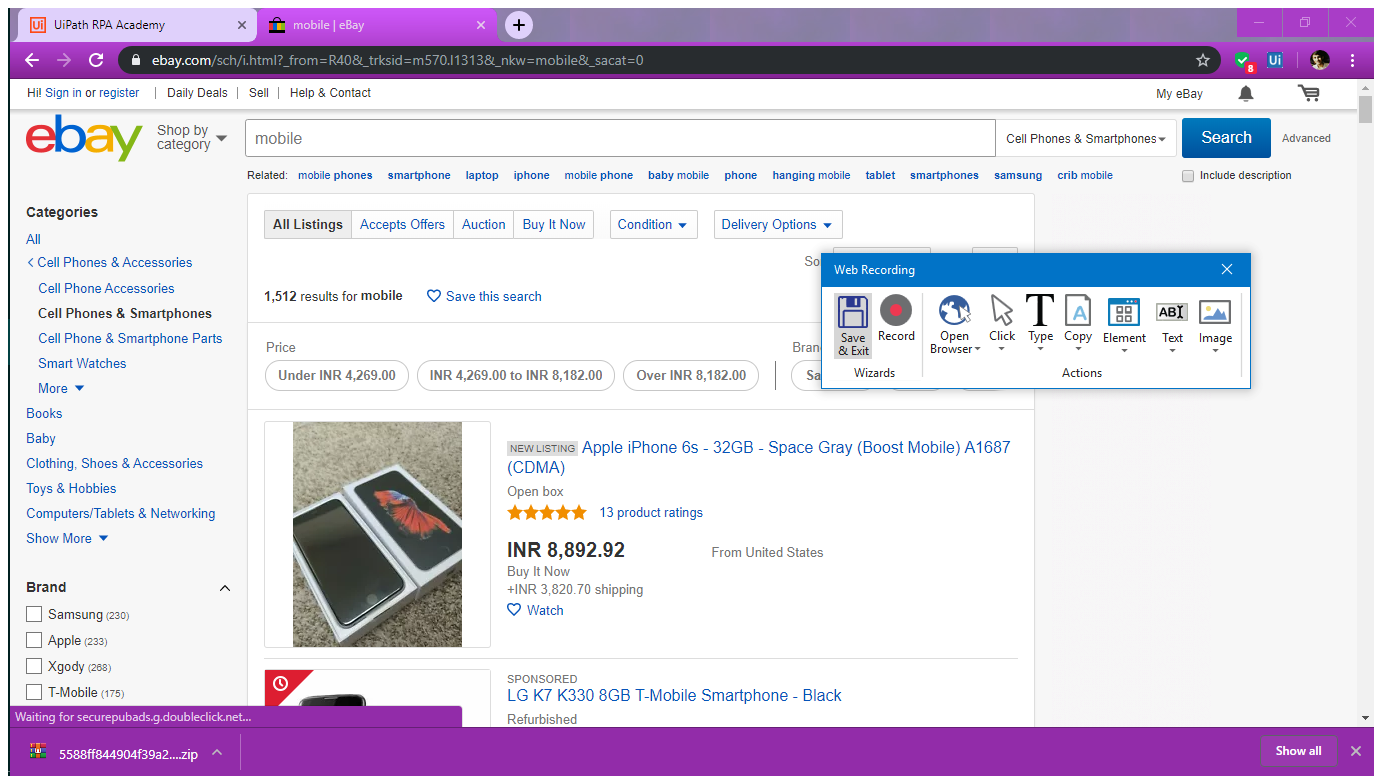 UiPath RPA Academy
mobile | eBay
ebay.com/sch/i.html?_from=R40&_trksid=m570.l1313&_nkw=mobile&_sacat=0
8
Ui
Hi! Sign in or register
Daily Deals
Sell
Help & Contact
My eBay
ebay
Shop by category
mobile
Cell Phones & Smartphones
Search
Advanced
Related: mobile phones smartphone laptop iphone mobile phone baby mobile phone hanging mobile tablet smartphones samsung crib mobile
Include description
Categories
All
Cell Phones & Accessories
Cell Phone Accessories
Cell Phones & Smartphones
Cell Phone & Smartphone Parts
Smart Watches
More
Books
Baby
Clothing, Shoes & Accessories
Toys & Hobbies
Computers/Tablets & Networking
Show More
Brand
Samsung (230)
Apple (233)
Xgody (268)
T-Mobile (175)
All Listings
Accepts Offers
Auction
Buy It Now
Condition
Delivery Options
1,512 results for mobile
Save this search
Price
Under INR 4,269.00
INR 4,269.00 to INR 8,182.00
Over INR 8,182.00
Web Recording
Save & Exit
Record
Open Browser
Click
Type
Copy
Element
Text
Image
Wizards
Actions
NEW LISTING Apple iPhone 6s - 32GB - Space Gray (Boost Mobile) A1687
(CDMA)
Open box
13 product ratings
INR 8,892.92
From United States
Buy It Now
+INR 3,820.70 shipping
Watch
SPONSORED
LG K7 K330 8GB T-Mobile Smartphone - Black
Refurbished
Waiting for securepubads.g.doubleclick.net...
5588ff844904f39a2....zip
Show all